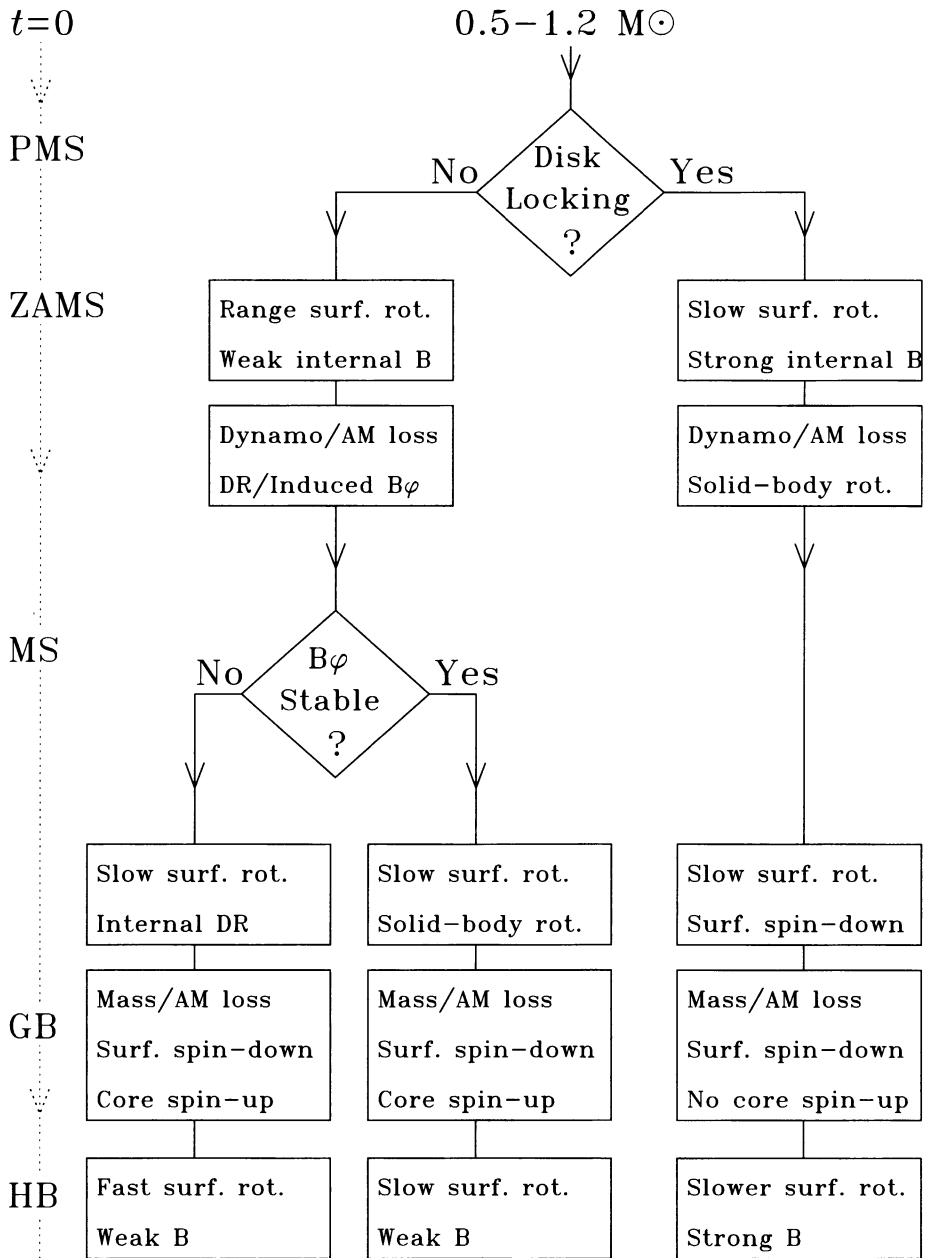 t=0
0.5−1.2 M⊙
PMS
Disk
Locking
?
No
Yes
ZAMS
Range surf. rot.
Weak internal B
Slow surf. rot.
Strong internal B
Dynamo/AM loss
DR/Induced Bφ
Dynamo/AM loss
Solid−body rot.
MS
Bφ
Stable
?
No
Yes
Slow surf. rot.
Internal DR
Slow surf. rot.
Solid−body rot.
Slow surf. rot.
Surf. spin−down
GB
Mass/AM loss
Surf. spin−down
Core spin−up
Mass/AM loss
Surf. spin−down
Core spin−up
Mass/AM loss
Surf. spin−down
No core spin−up
HB
Fast surf. rot.
Weak B
Slow surf. rot.
Weak B
Slower surf. rot.
Strong B